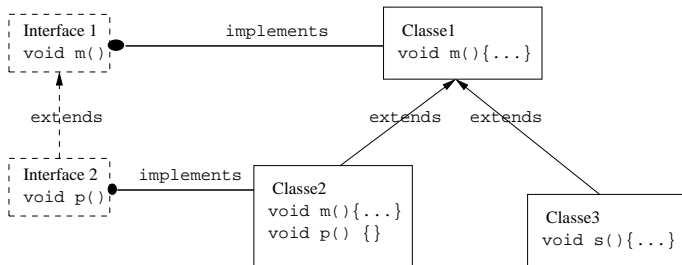 Interface 1
void m()
implements
Classe1
void m(){...}
extends
extends
extends
Interface 2
void p()
implements
Classe2
void m(){...}
void p() {}
Classe3
void s(){...}